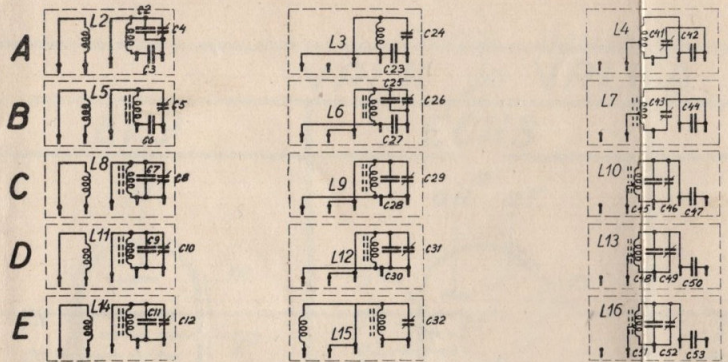 C2
L2 C4 L3 C24 L4 C41 C42
A
C3 C23
L5 C5 C25 L7 C43 C44
B L6 C26
C6 C27
L8 C7 C8 L9 C29 L10
C
C28 C45 C46 C47
L11 C9 C10 L12 C31 L13
D
C30 C48 C49 C50
L14 C11 C12 L15 C32 L16
E
C51 C52 C53